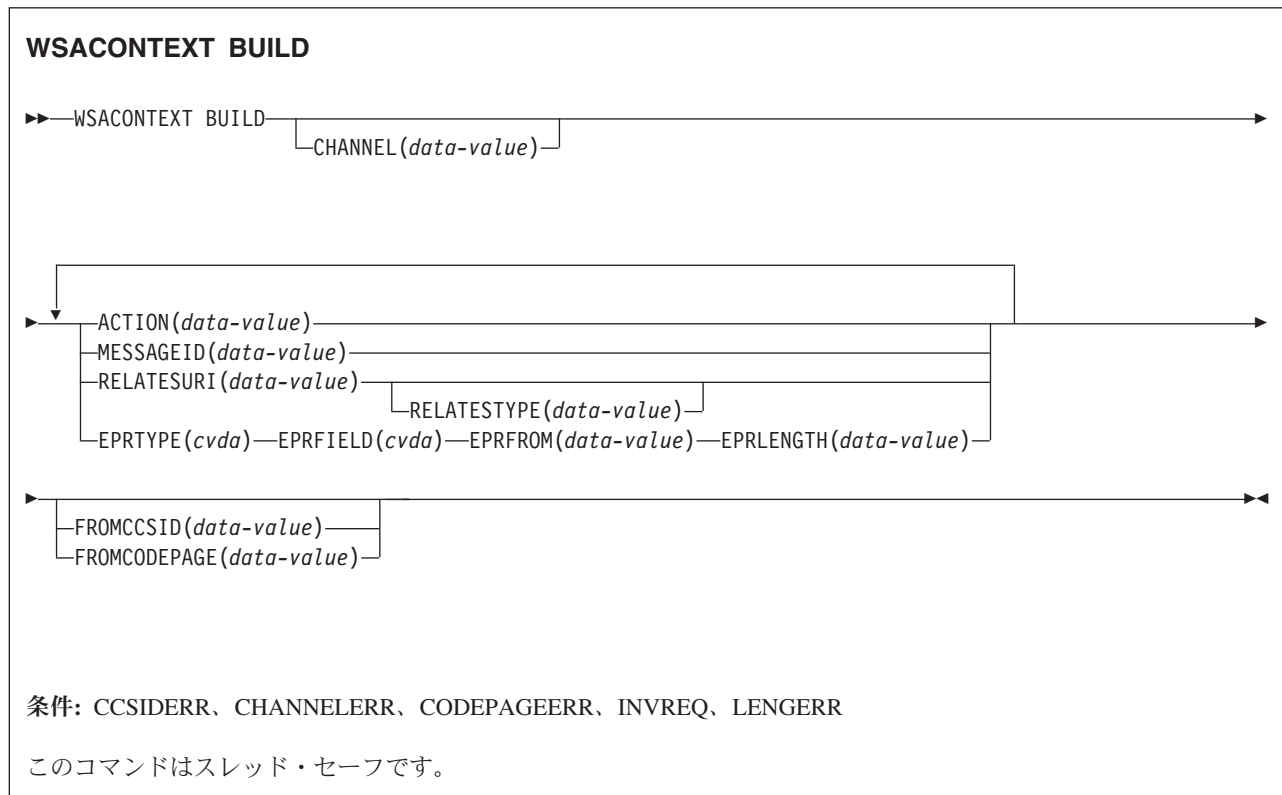 WSACONTEXT BUILD
WSACONTEXT BUILD
CHANNEL(data-value)
ACTION(data-value)
MESSAGEID(data-value)
RELATESURI(data-value)
RELATESTYPE(data-value)
EPRTYPE(cvda) EPRFIELD(cvda) EPRFROM(data-value) EPRLENGTH(data-value)
FROMCCSID(data-value)
FROMCODEPAGE(data-value)
条件: CCSIDERR、CHANNELERR、CODEPAGEERR、INVREQ、LENGERR
このコマンドはスレッド・セーフです。